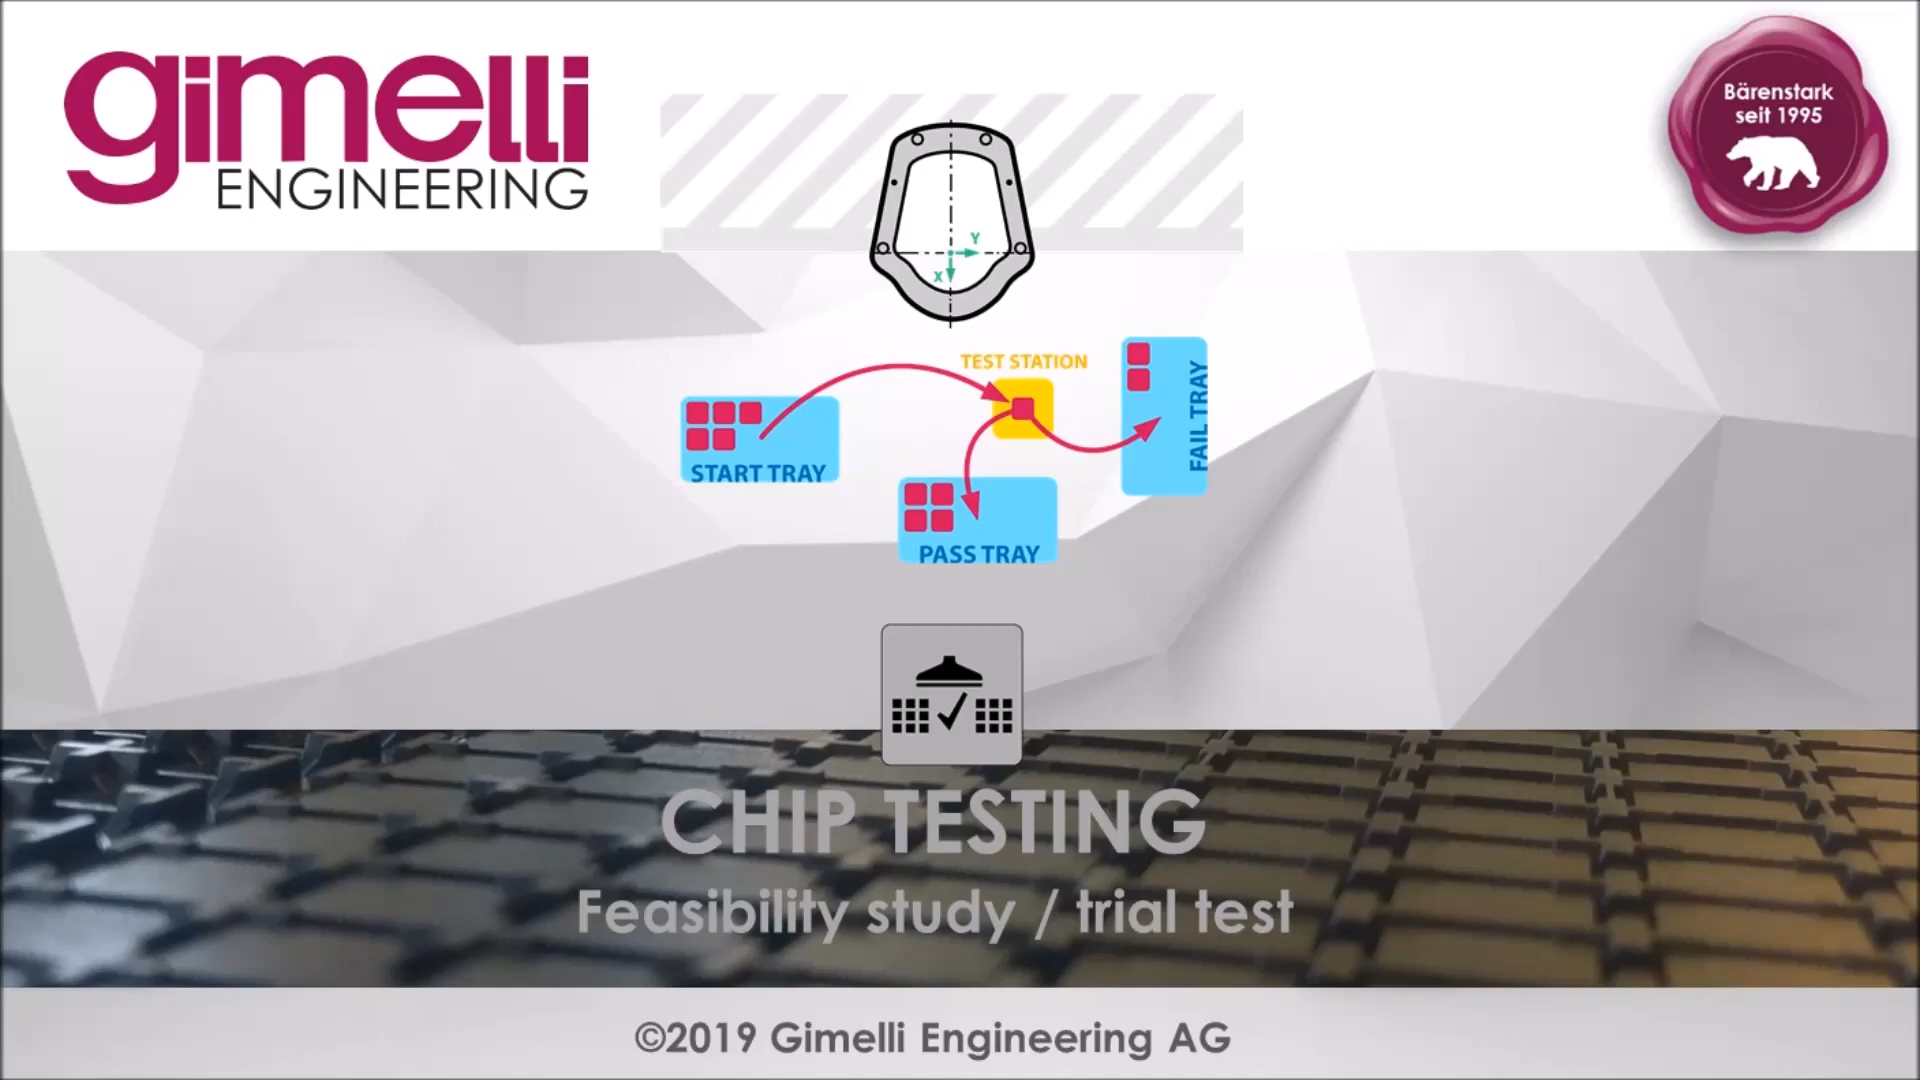 gimelli
ENGINEERING
Bärenstark
seit 1995
Y
X
TEST STATION
START TRAY
FAIL TRAY
PASS TRAY
CHIP TESTING
Feasibility study / trial test
©2019 Gimelli Engineering AG